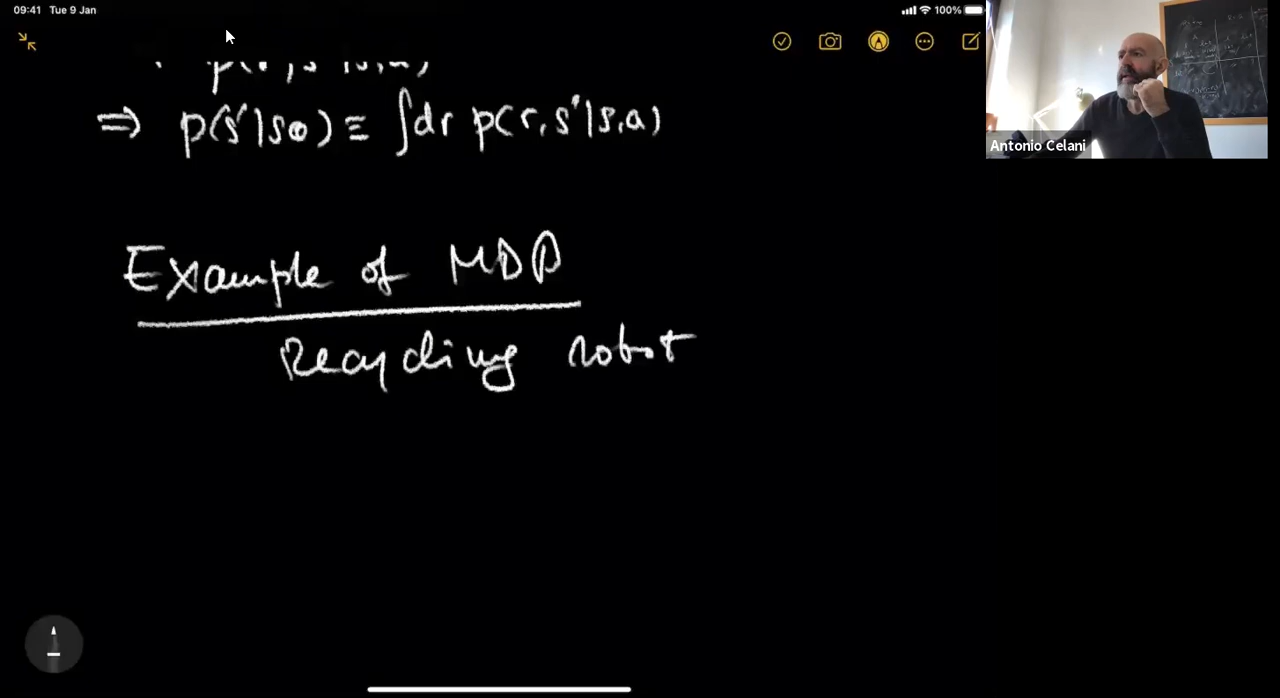 09:41 Tue 9 Jan
100%
⇒ p(s'|sa) ≡ ∫dr p(r,s'|s,a)
Example of MDP
Recycling robot
Antonio Celani